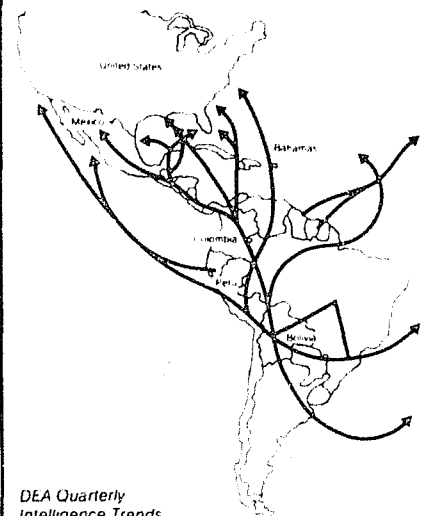 United States
Mexico
Bahamas
Colombia
Peru
Bolivia
DEA Quarterly
Intelligence Trends